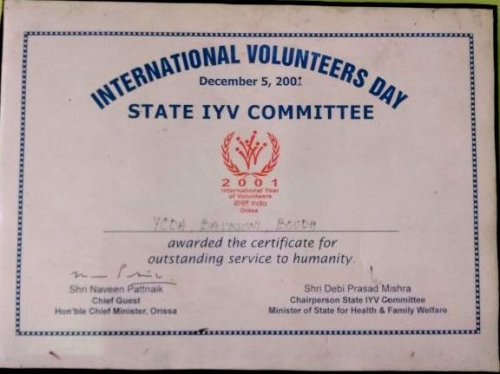 INTERNATIONAL VOLUNTEERS DAY
December 5, 2001
STATE IYV COMMITTEE
2001
International Year
of Volunteers
India
Orissa
YCDA, BOUDH
awarded the certificate for
outstanding service to humanity.
Shri Naveen Pattnaik
Chief Guest
Hon'ble Chief Minister, Orissa
Shri Debi Prasad Mishra
Chairperson State IYV Committee
Minister of State for Health & Family Welfare